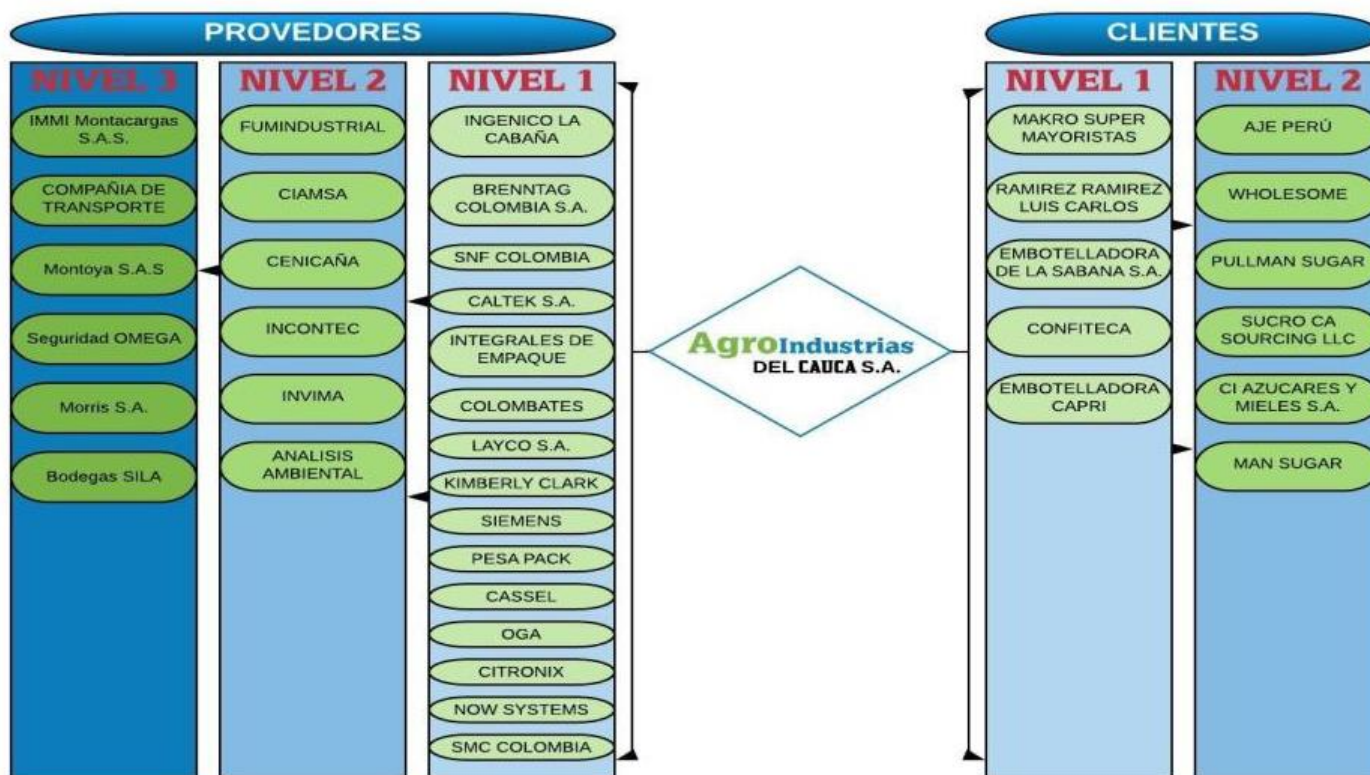 PROVEDORES
NIVEL 3
IMMI Montacargas
S.A.S.
COMPAÑIA DE
TRANSPORTE
Montoya S.A.S
Seguridad OMEGA
Morris S.A.
Bodegas SILA
NIVEL 2
FUMINDUSTRIAL
CIAMSA
CENICAÑA
INCONTEC
INVIMA
ANALISIS
AMBIENTAL
NIVEL 1
INGENICO LA
CABAÑA
BRENNTAG
COLOMBIA S.A.
SNF COLOMBIA
CALTEK S.A.
INTEGRALES DE
EMPAQUE
COLOMBATES
LAYCO S.A.
KIMBERLY CLARK
SIEMENS
PESA PACK
CASSEL
OGA
CITRONIX
NOW SYSTEMS
SMC COLOMBIA
AgroIndustrias
DEL CAUCA S.A.
CLIENTES
NIVEL 1
MAKRO SUPER
MAYORISTAS
RAMIREZ RAMIREZ
LUIS CARLOS
EMBOTELLADORA
DE LA SABANA S.A.
CONFITECA
EMBOTELLADORA
CAPRI
NIVEL 2
AJE PERÚ
WHOLESOME
PULLMAN SUGAR
SUCRO CA
SOURCING LLC
CI AZUCARES Y
MIELES S.A.
MAN SUGAR